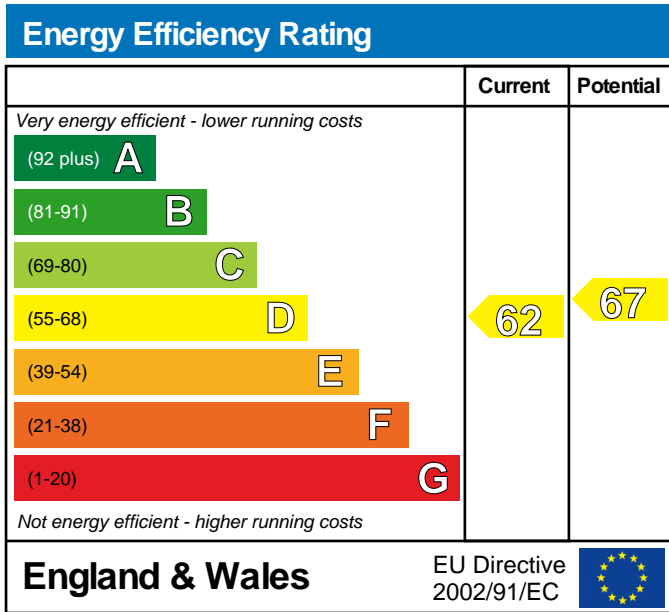 Energy Efficiency Rating
Current Potential
Very energy efficient - lower running costs
(92 plus) A
(81-91) B
(69-80) C
(55-68) D
62
67
(39-54) E
(21-38) F
(1-20) G
Not energy efficient - higher running costs
England & Wales
EU Directive
2002/91/EC